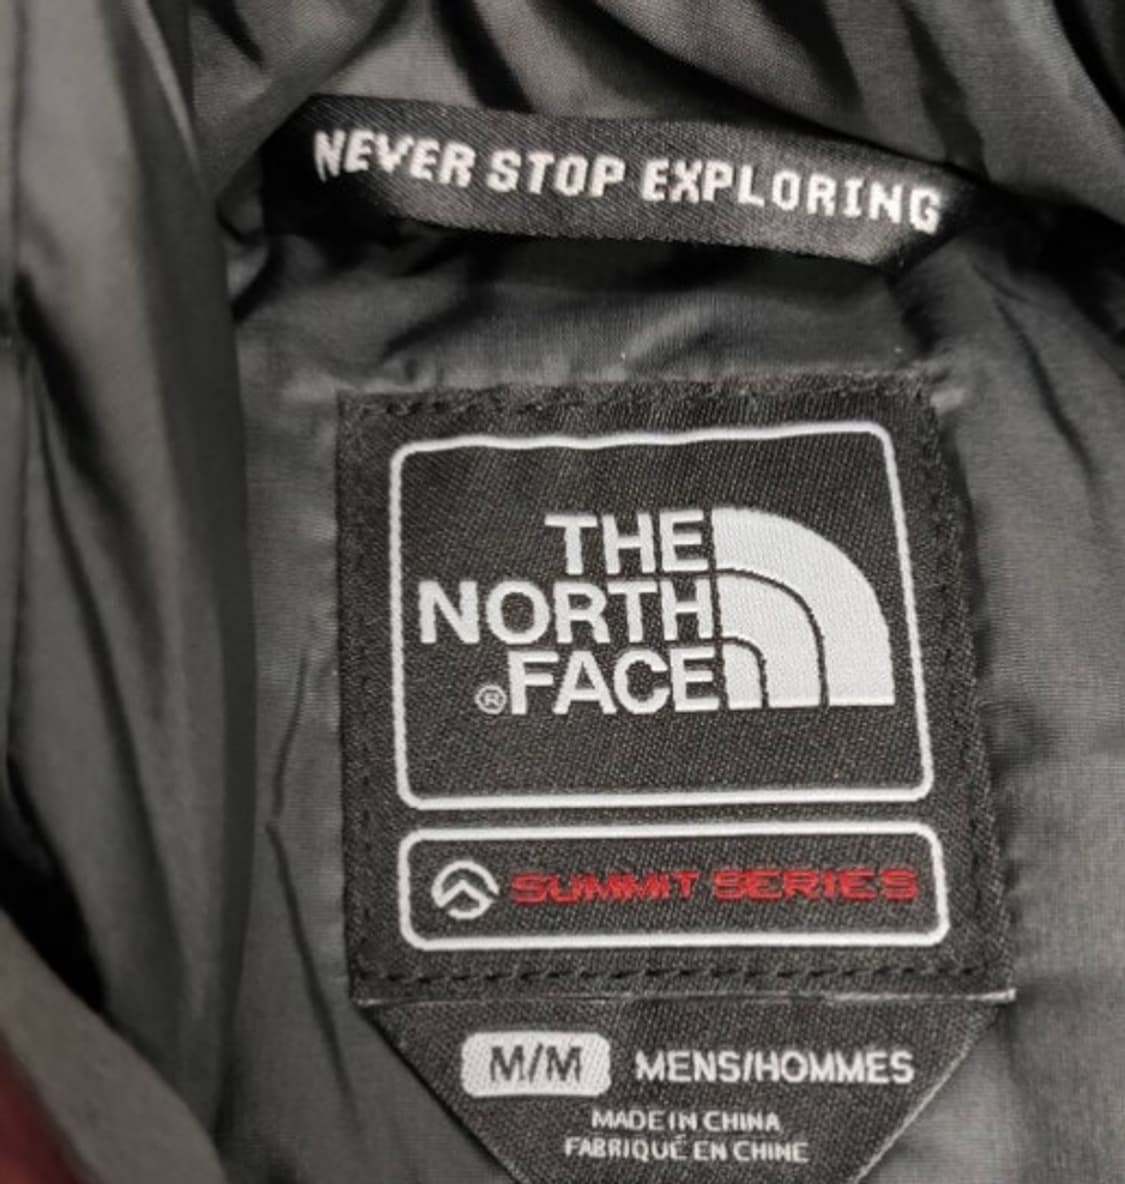 NEVER STOP EXPLORING
THE
NORTH
®FACE
SUMMIT SERIES
M/M MENS/HOMMES
MADE IN CHINA
FABRIQUÉ EN CHINE